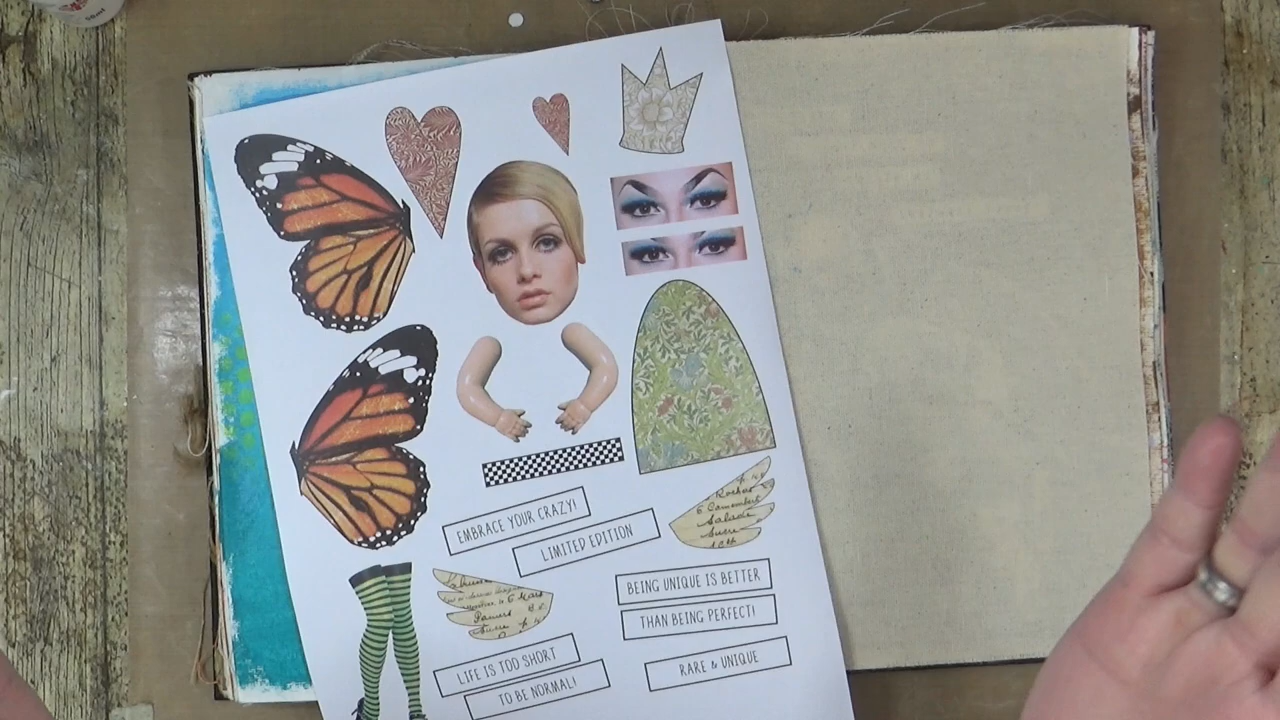 EMBRACE YOUR CRAZY!
LIMITED EDITION
Salade
BEING UNIQUE IS BETTER
THAN BEING PERFECT!
LIFE IS TOO SHORT
TO BE NORMAL!
RARE & UNIQUE